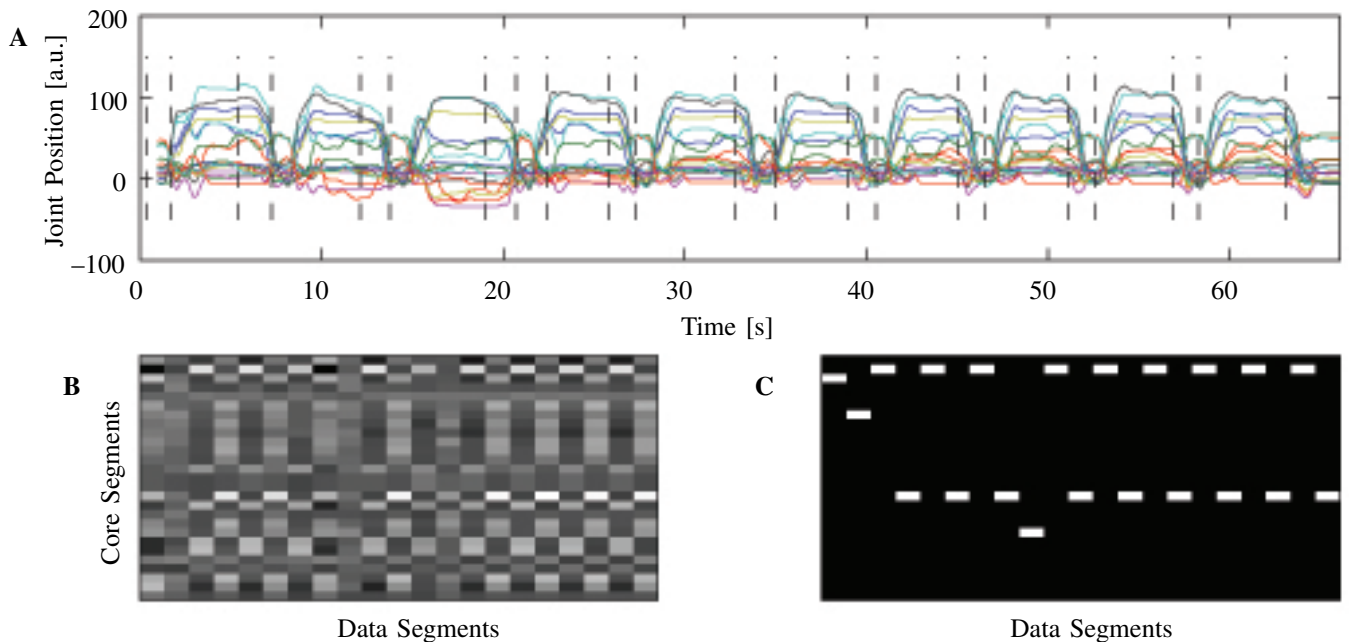 A
Joint Position [a.u.]
200
100
0
−100
0 10 20 30 40 50 60
Time [s]
B
Core Segments
Data Segments
C
Data Segments